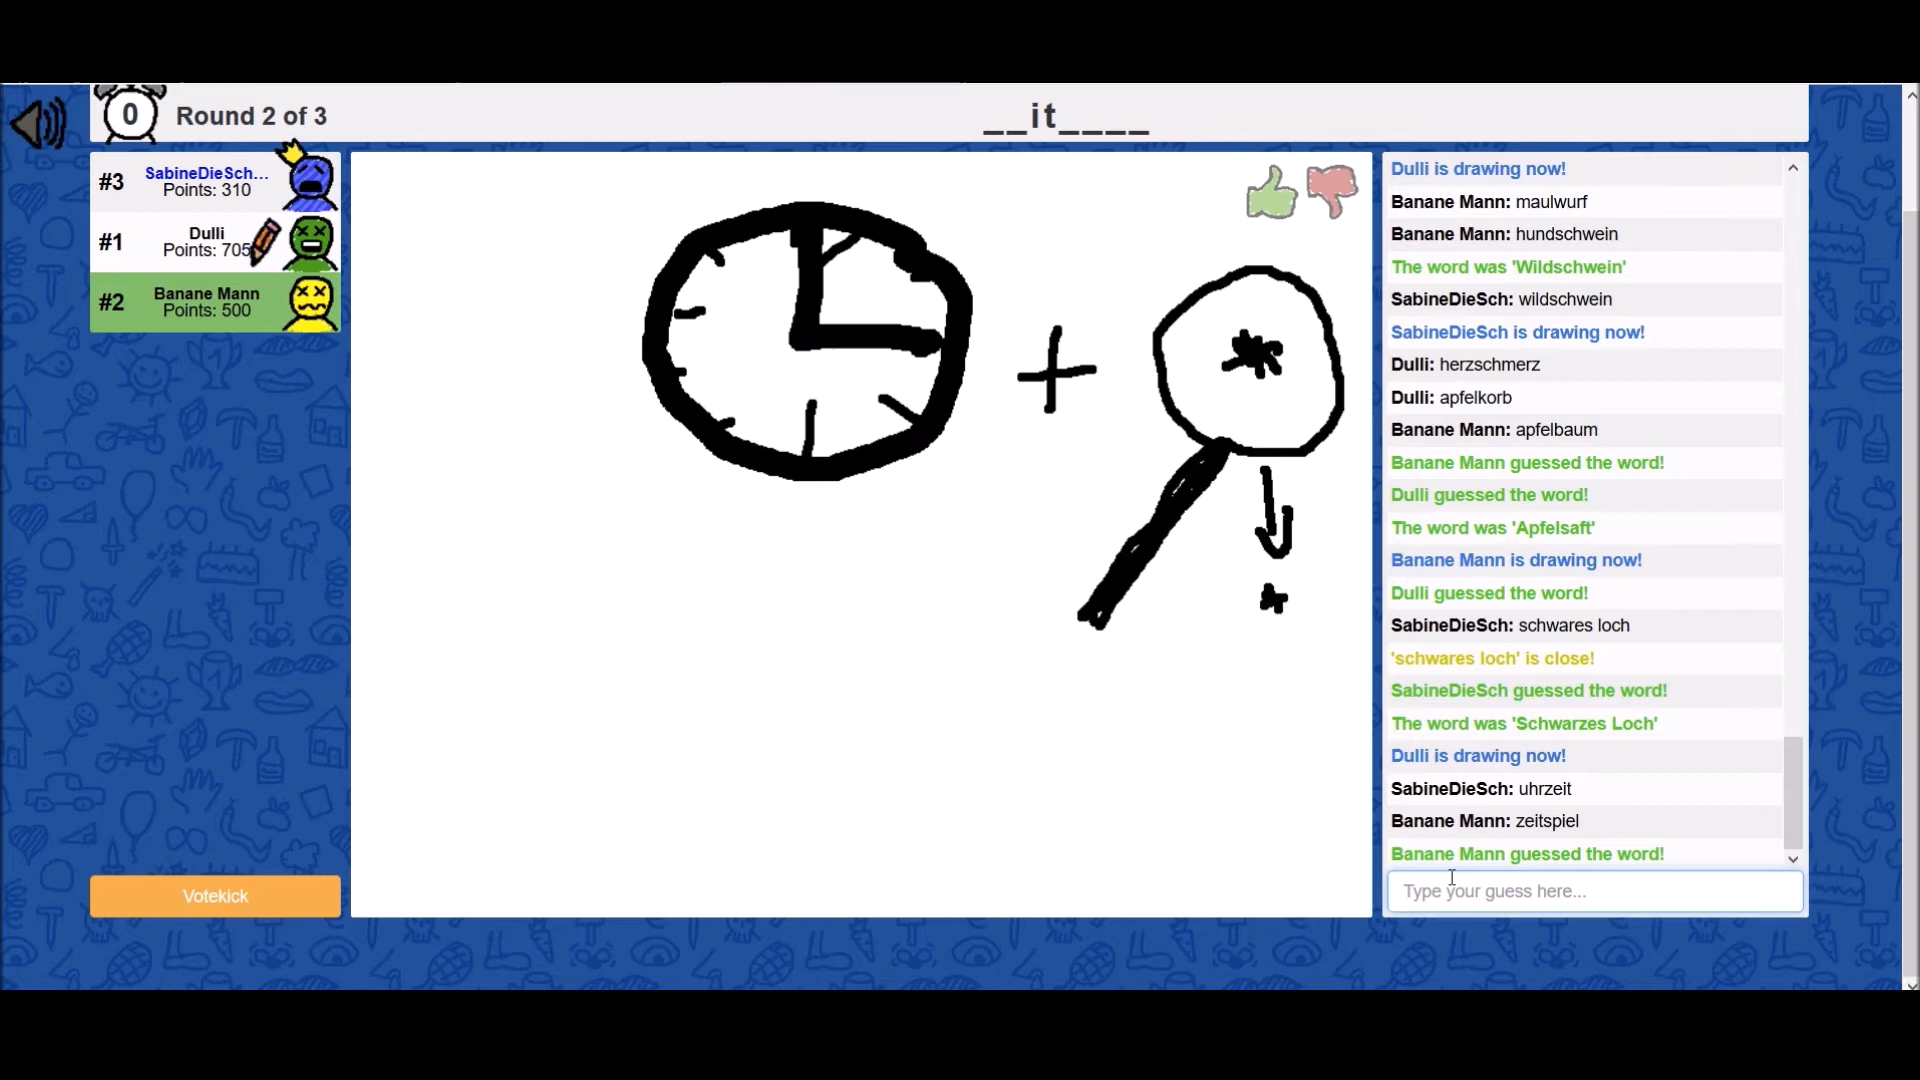 0
Round 2 of 3
__it____
#3
SabineDieSch...
Points: 310
#1
Dulli
Points: 705
#2
Banane Mann
Points: 500
Votekick
Dulli is drawing now!
Banane Mann: maulwurf
Banane Mann: hundschwein
The word was 'Wildschwein'
SabineDieSch: wildschwein
SabineDieSch is drawing now!
Dulli: herzschmerz
Dulli: apfelkorb
Banane Mann: apfelbaum
Banane Mann guessed the word!
Dulli guessed the word!
The word was 'Apfelsaft'
Banane Mann is drawing now!
Dulli guessed the word!
SabineDieSch: schwares loch
'schwares loch' is close!
SabineDieSch guessed the word!
The word was 'Schwarzes Loch'
Dulli is drawing now!
SabineDieSch: uhrzeit
Banane Mann: zeitspiel
Banane Mann guessed the word!
Type your guess here...